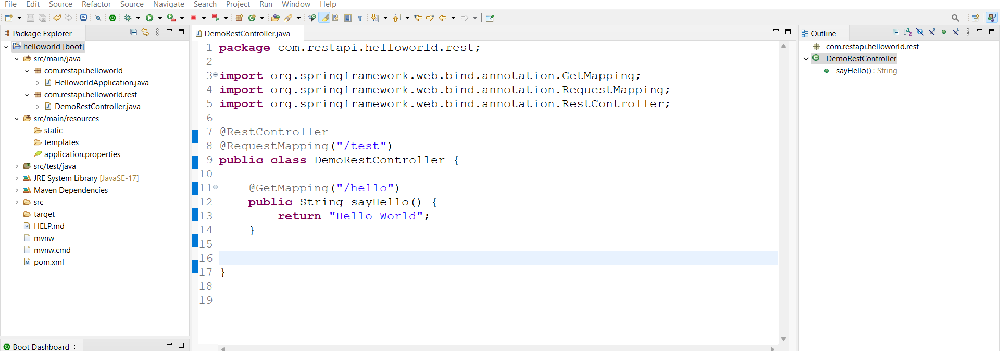 File Edit Source Refactor Source Navigate Search Project Run Window Help
Package Explorer
helloworld [boot]
src/main/java
com.restapi.helloworld
HelloworldApplication.java
com.restapi.helloworld.rest
DemoRestController.java
src/main/resources
static
templates
application.properties
src/test/java
JRE System Library [JavaSE-17]
Maven Dependencies
src
target
HELP.md
mvnw
mvnw.cmd
pom.xml
Boot Dashboard
DemoRestController.java
1 package com.restapi.helloworld.rest;
2
3 import org.springframework.web.bind.annotation.GetMapping;
4 import org.springframework.web.bind.annotation.RequestMapping;
5 import org.springframework.web.bind.annotation.RestController;
6
7 @RestController
8 @RequestMapping("/test")
9 public class DemoRestController {
10
11 @GetMapping("/hello")
12 public String sayHello() {
13 return "Hello World";
14 }
15
16
17 }
18
19
Outline
com.restapi.helloworld.rest
DemoRestController
sayHello() : String